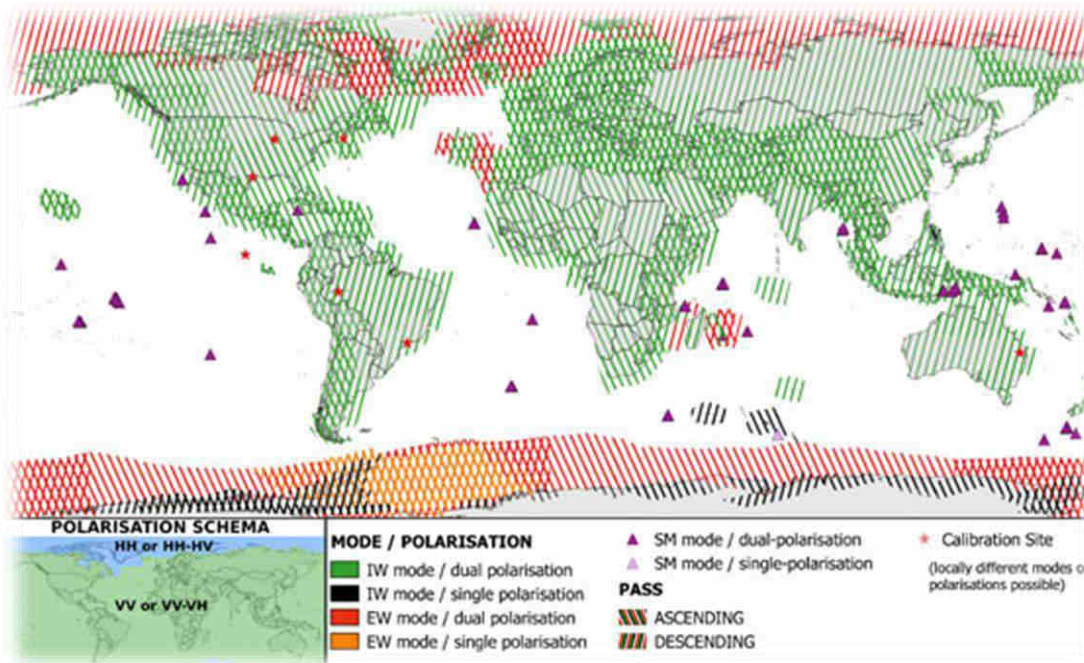 POLARISATION SCHEMA
HH or HH-HV
VV or VV-VH
MODE / POLARISATION
IW mode / dual polarisation
IW mode / single polarisation
EW mode / dual polarisation
EW mode / single polarisation
SM mode / dual-polarisation
SM mode / single-polarisation
PASS
ASCENDING
DESCENDING
Calibration Site
(locally different modes
polarisations possible)